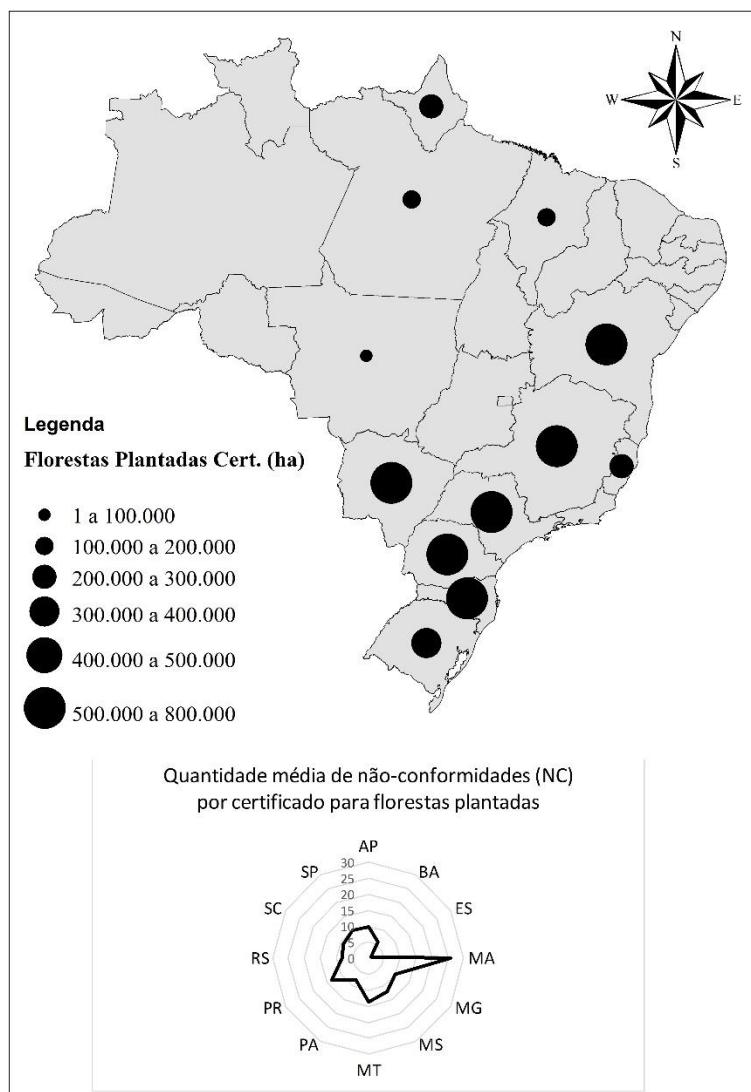 N
W E
S
Legenda
Florestas Plantadas Cert. (ha)
1 a 100.000
100.000 a 200.000
200.000 a 300.000
300.000 a 400.000
400.000 a 500.000
500.000 a 800.000
Quantidade média de não-conformidades (NC)
por certificado para florestas plantadas
AP
30
SP BA
25
20
SC ES
15
10
5
RS 0 MA
PR MG
PA MS
MT